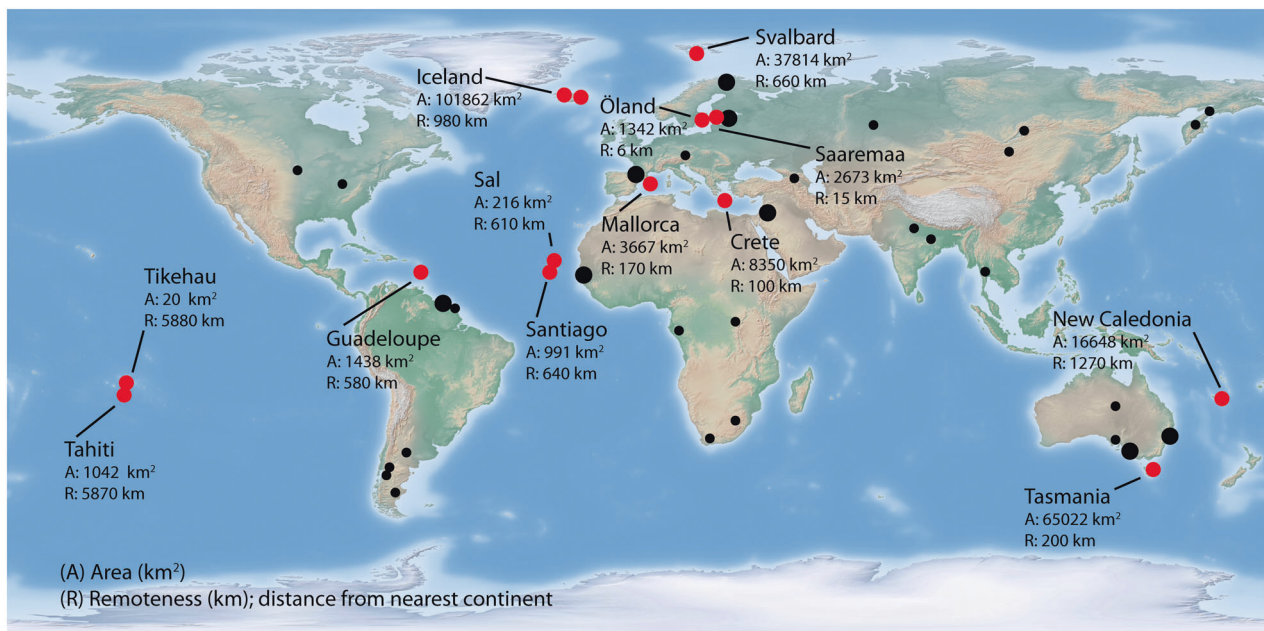 Svalbard
A: 37814 km²
R: 660 km
Iceland
A: 101862 km²
R: 980 km
Öland
A: 1342 km²
R: 6 km
Saaremaa
A: 2673 km²
R: 15 km
Sal
A: 216 km²
R: 610 km
Mallorca
A: 3667 km²
R: 170 km
Crete
A: 8350 km²
R: 100 km
Tikehau
A: 20 km²
R: 5880 km
Guadeloupe
A: 1438 km²
R: 580 km
Santiago
A: 991 km²
R: 640 km
New Caledonia
A: 16648 km²
R: 1270 km
Tahiti
A: 1042 km²
R: 5870 km
Tasmania
A: 65022 km²
R: 200 km
(A) Area (km²)
(R) Remoteness (km); distance from nearest continent